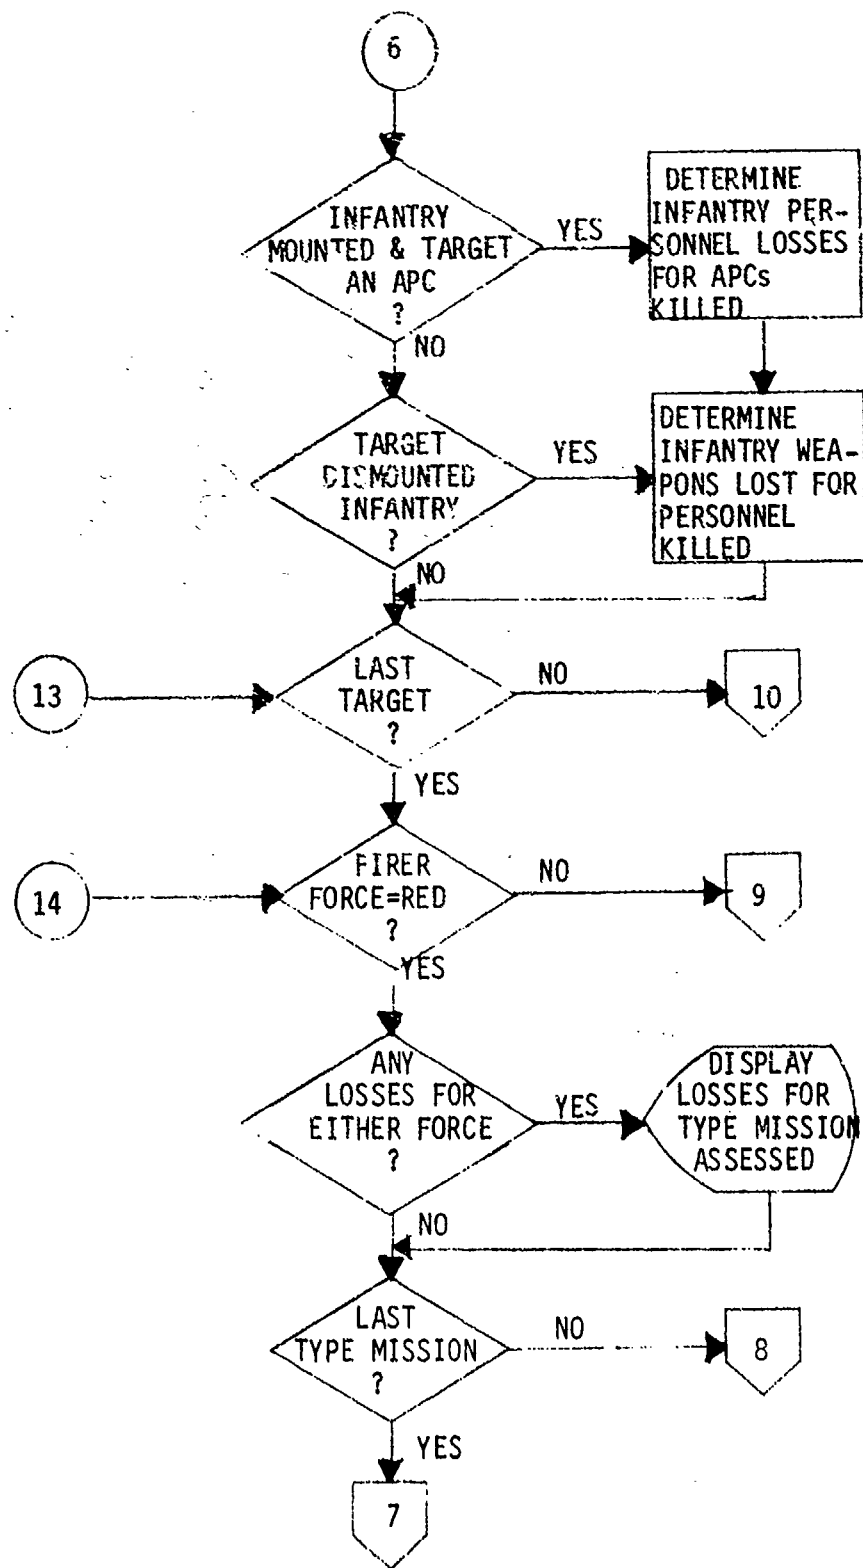 6
INFANTRY
MOUNTED & TARGET
AN APC
?
YES
DETERMINE
INFANTRY PER-
SONNEL LOSSES
FOR APCs
KILLED
NO
TARGET
DISMOUNTED
INFANTRY
?
YES
DETERMINE
INFANTRY WEA-
PONS LOST FOR
PERSONNEL
KILLED
NO
13
LAST
TARGET
?
NO
10
YES
14
FIRER
FORCE=RED
?
NO
9
YES
ANY
LOSSES FOR
EITHER FORCE
?
YES
DISPLAY
LOSSES FOR
TYPE MISSION
ASSESSED
NO
LAST
TYPE MISSION
?
NO
8
YES
7